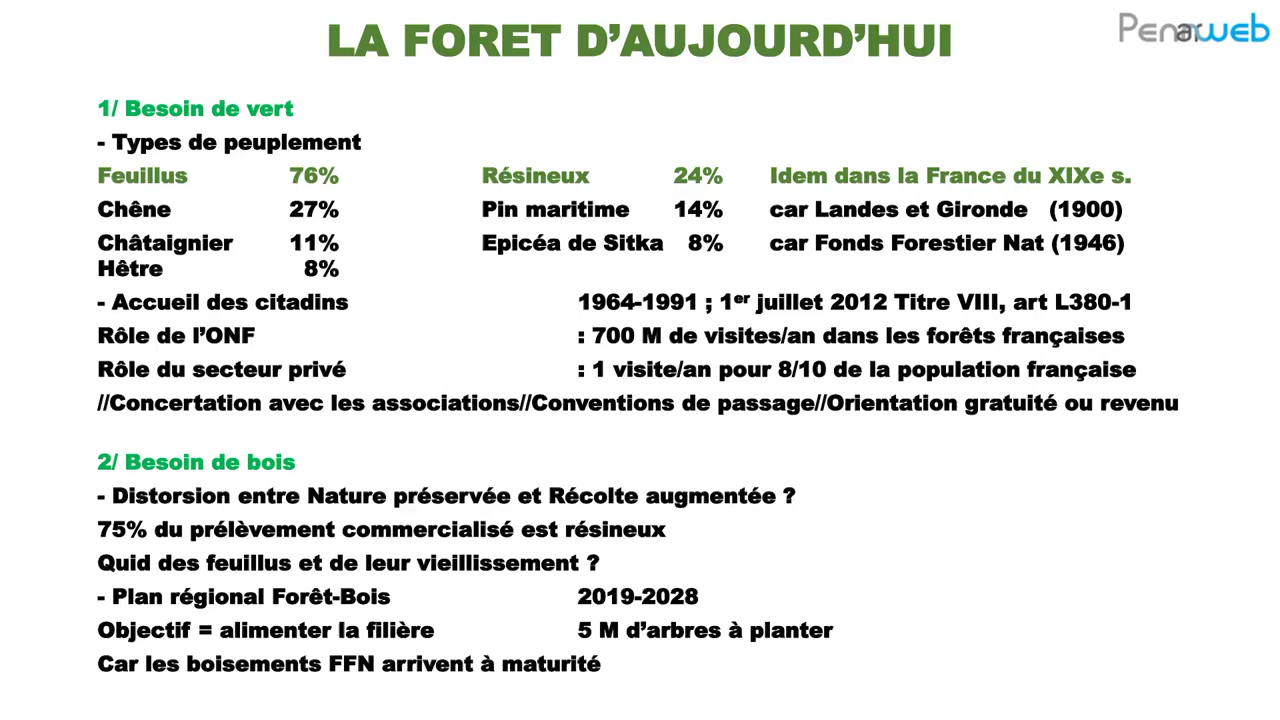 LA FORET D’AUJOURD’HUI
Penarweb
1/ Besoin de vert
- Types de peuplement
Feuillus 76% Résineux 24% Idem dans la France du XIXe s.
Chêne 27% Pin maritime 14% car Landes et Gironde (1900)
Châtaignier 11% Epicéa de Sitka 8% car Fonds Forestier Nat (1946)
Hêtre 8%
- Accueil des citadins 1964-1991 ; 1er juillet 2012 Titre VIII, art L380-1
Rôle de l’ONF : 700 M de visites/an dans les forêts françaises
Rôle du secteur privé : 1 visite/an pour 8/10 de la population française
//Concertation avec les associations//Conventions de passage//Orientation gratuité ou revenu
2/ Besoin de bois
- Distorsion entre Nature préservée et Récolte augmentée ?
75% du prélèvement commercialisé est résineux
Quid des feuillus et de leur vieillissement ?
- Plan régional Forêt-Bois 2019-2028
Objectif = alimenter la filière 5 M d’arbres à planter
Car les boisements FFN arrivent à maturité